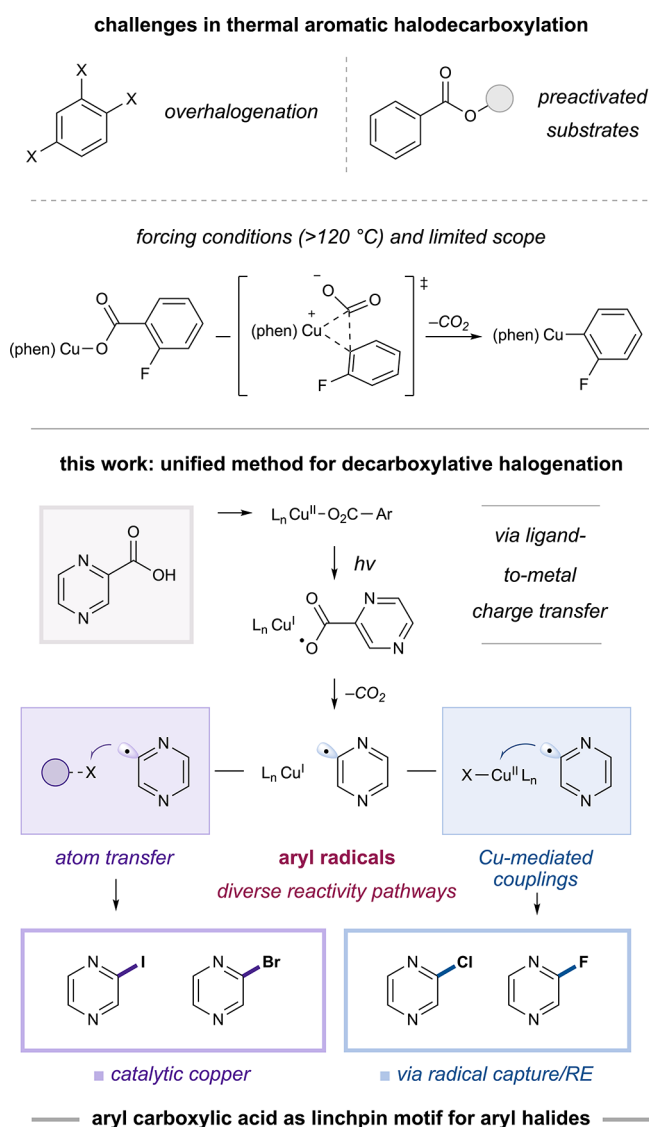 challenges in thermal aromatic halodecarboxylation
X
X
X
overhalogenation
O
O
preactivated
substrates
forcing conditions (>120 °C) and limited scope
O
(phen) Cu
O
F
−
O
O
+
(phen) Cu
F
‡
–CO2
(phen) Cu
F
this work: unified method for decarboxylative halogenation
N
N
O
OH
LnCuII–O2C–Ar
hν
via ligand-
to-metal
charge transfer
LnCuI
O
•O
N
N
–CO2
X
•
N
N
LnCuI
•
N
N
X–CuIILn
•
N
N
atom transfer
aryl radicals
diverse reactivity pathways
Cu-mediated
couplings
N
N
I
N
N
Br
N
N
Cl
N
N
F
■ catalytic copper
■ via radical capture/RE
aryl carboxylic acid as linchpin motif for aryl halides